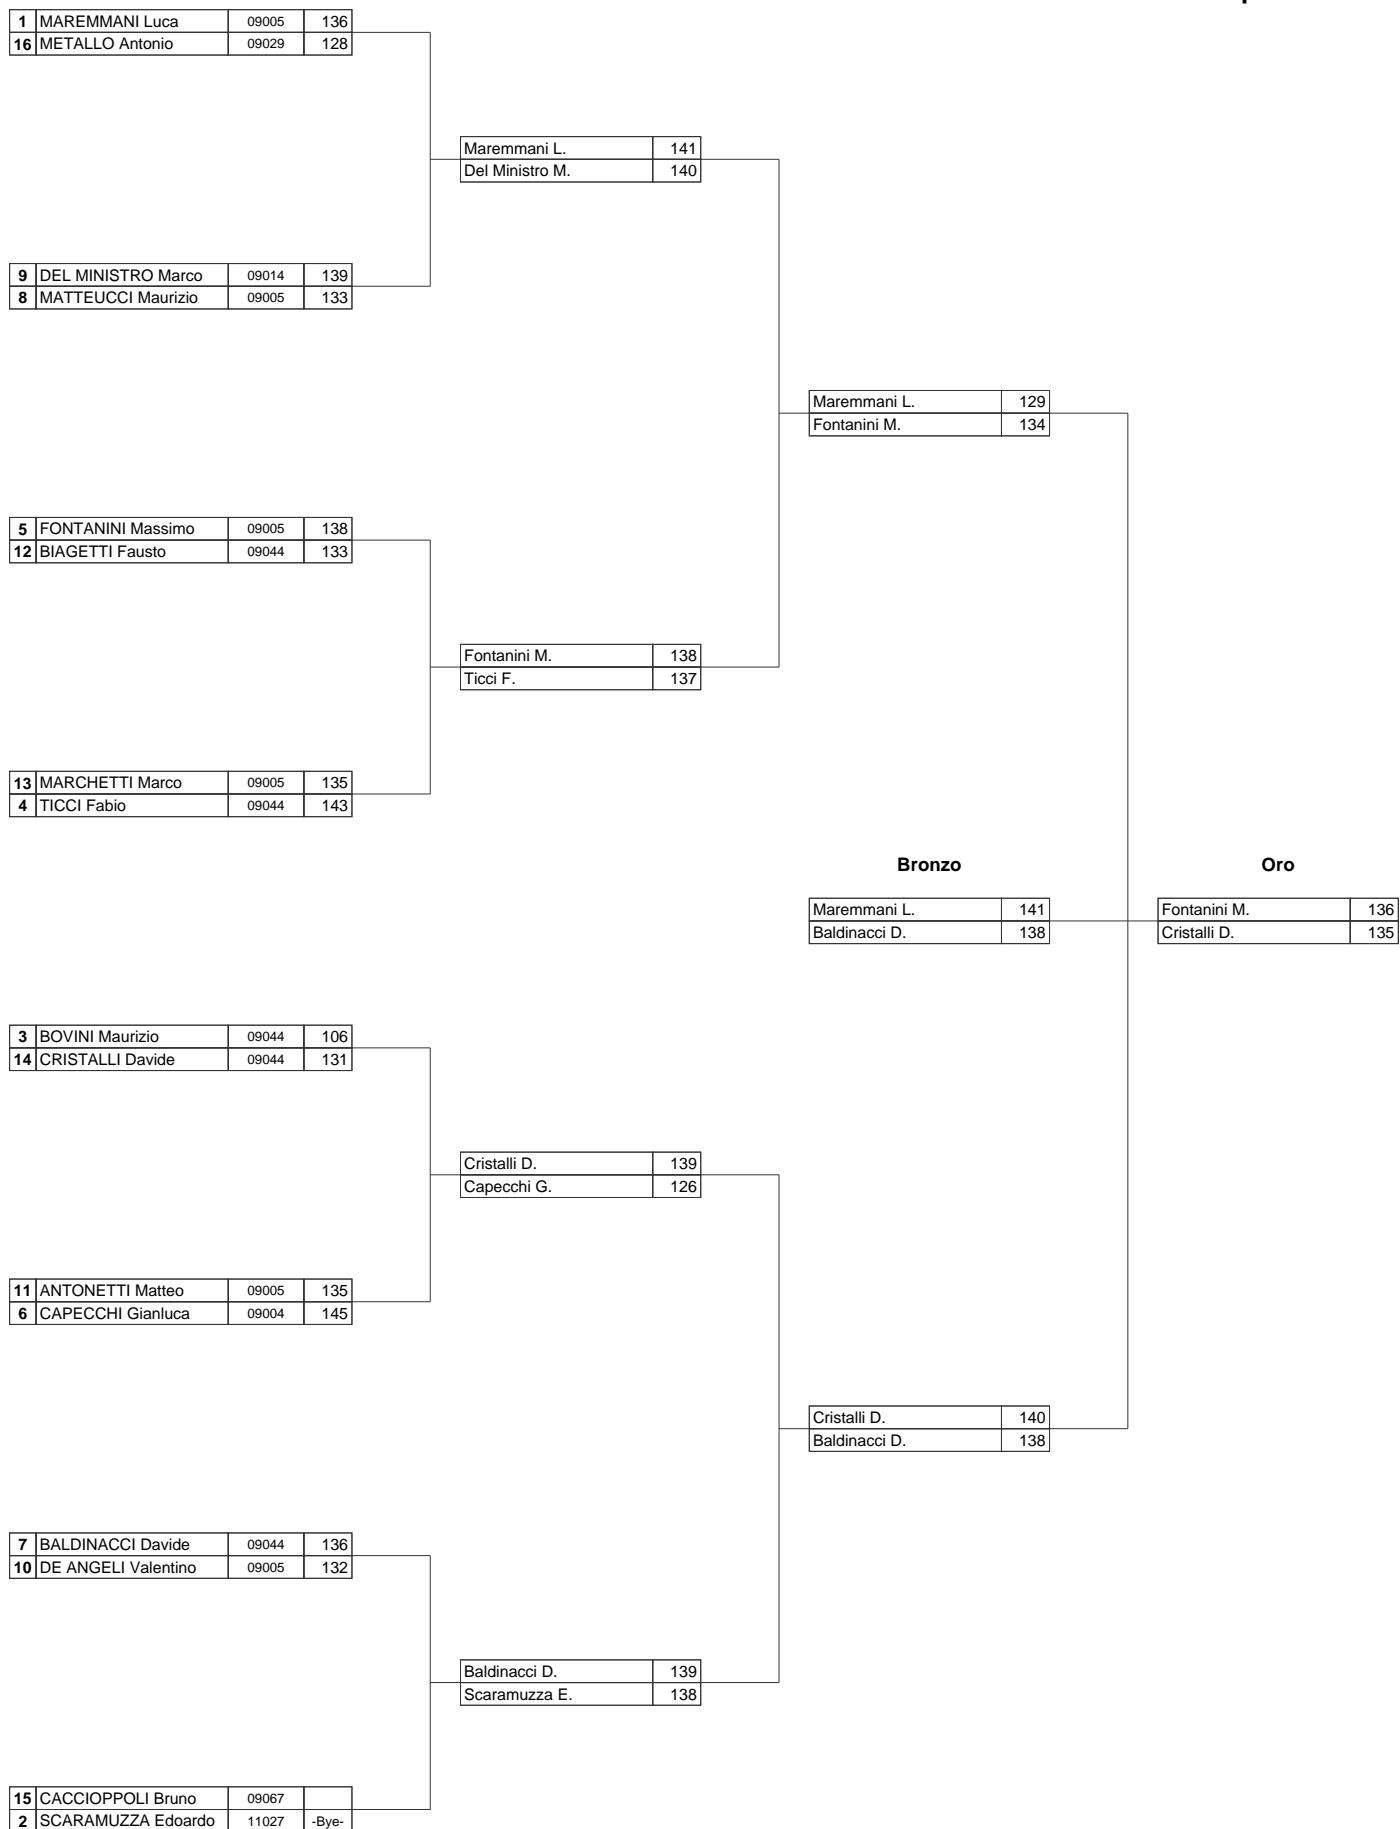 1 MAREMMANI Luca 09005 136
16 METALLO Antonio 09029 128
Maremmani L. 141
Del Ministro M. 140
9 DEL MINISTRO Marco 09014 139
8 MATTEUCCI Maurizio 09005 133
Maremmani L. 129
Fontanini M. 134
5 FONTANINI Massimo 09005 138
12 BIAGETTI Fausto 09044 133
Fontanini M. 138
Ticci F. 137
13 MARCHETTI Marco 09005 135
4 TICCI Fabio 09044 143
Bronzo Oro
Maremmani L. 141 Fontanini M. 136
Baldinacci D. 138 Cristalli D. 135
3 BOVINI Maurizio 09044 106
14 CRISTALLI Davide 09044 131
Cristalli D. 139
Capecchi G. 126
11 ANTONETTI Matteo 09005 135
6 CAPECCHI Gianluca 09004 145
Cristalli D. 140
Baldinacci D. 138
7 BALDINACCI Davide 09044 136
10 DE ANGELI Valentino 09005 132
Baldinacci D. 139
Scaramuzza E. 138
15 CACCIOPPOLI Bruno 09067
2 SCARAMUZZA Edoardo 11027 -Bye-